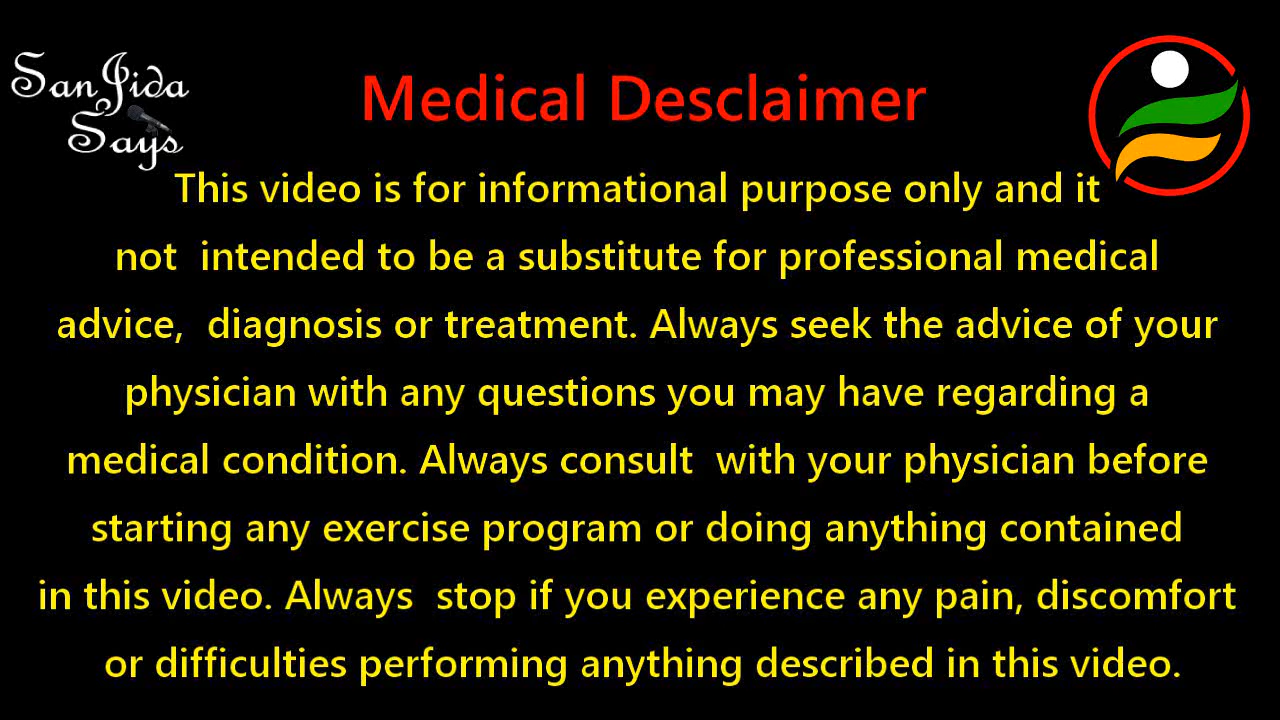 SanJida
Says
Medical Desclaimer
This video is for informational purpose only and it
not intended to be a substitute for professional medical
advice, diagnosis or treatment. Always seek the advice of your
physician with any questions you may have regarding a
medical condition. Always consult with your physician before
starting any exercise program or doing anything contained
in this video. Always stop if you experience any pain, discomfort
or difficulties performing anything described in this video.